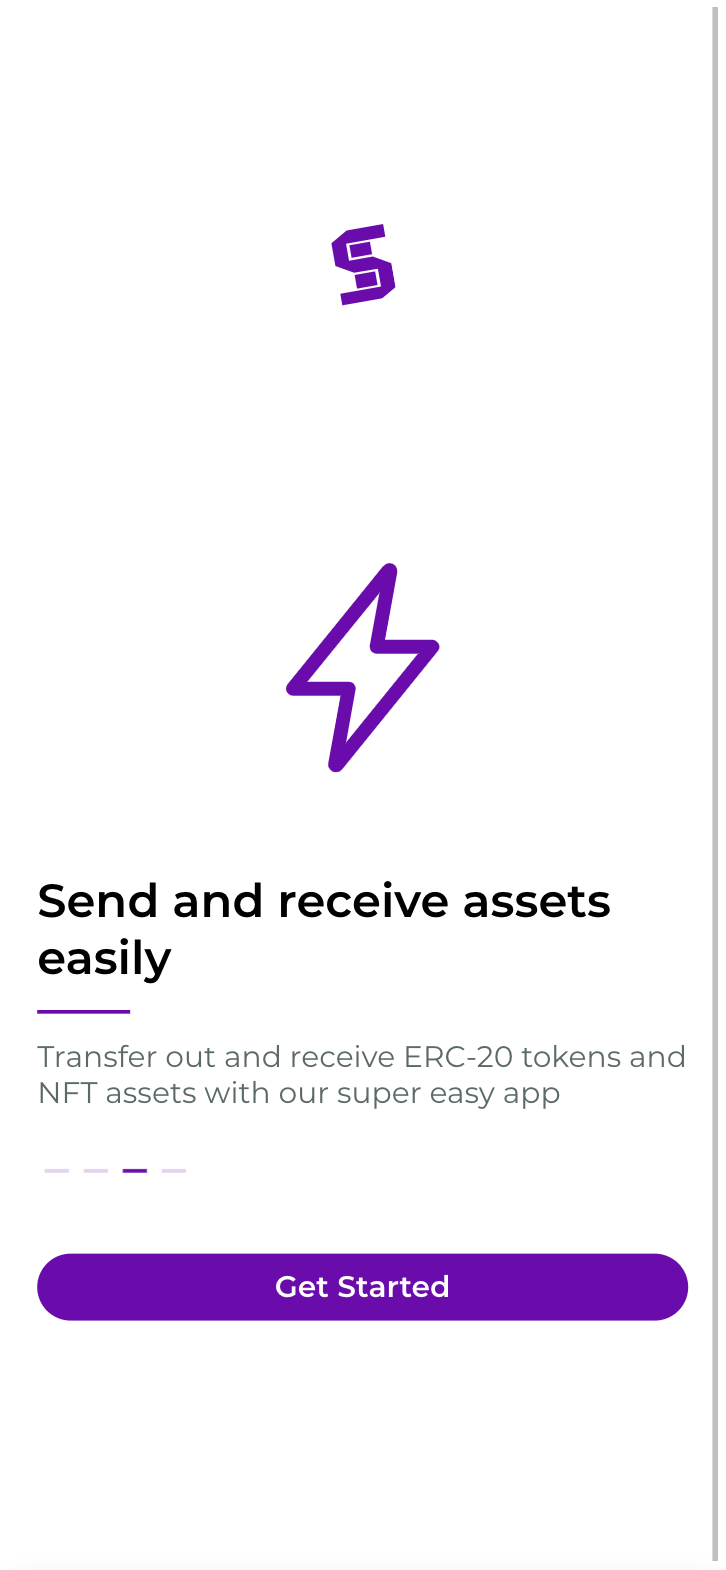 S
Send and receive assets
easily
Transfer out and receive ERC-20 tokens and
NFT assets with our super easy app
Get Started